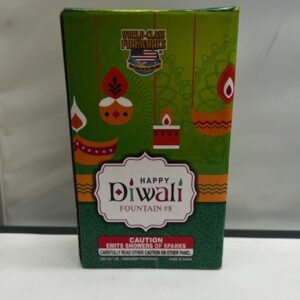 WORLD-CLASS
FIREWORKS
HAPPY
Diwali
FOUNTAIN #8
CAUTION
EMITS SHOWERS OF SPARKS
CAREFULLY READ OTHER CAUTION ON OTHER PANEL
MADE IN CHINA